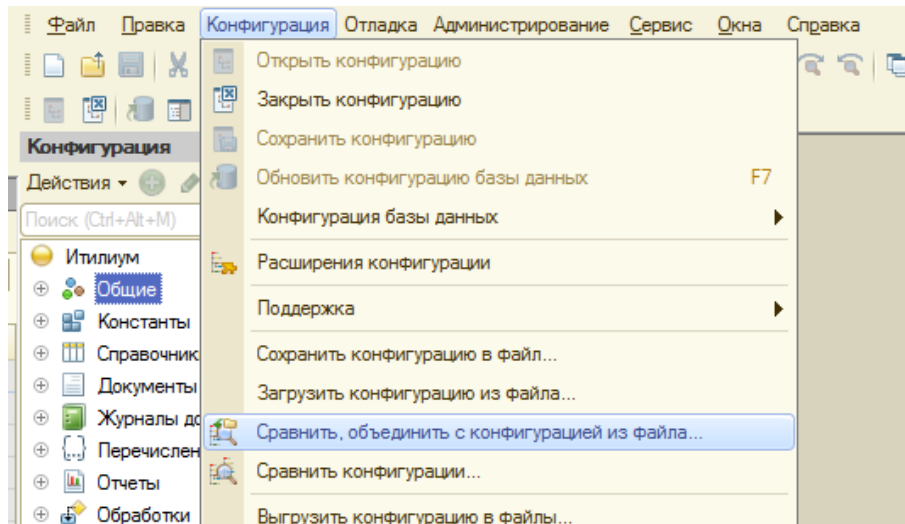 Файл Правка Конфигурация Отладка Администрирование Сервис Окна Справка
Открыть конфигурацию
Закрыть конфигурацию
Сохранить конфигурацию
Обновить конфигурацию базы данных F7
Конфигурация базы данных
Расширения конфигурации
Поддержка
Сохранить конфигурацию в файл...
Загрузить конфигурацию из файла...
Сравнить, объединить с конфигурацией из файла...
Сравнить конфигурации...
Выгрузить конфигурацию в файлы...
Конфигурация
Действия
Поиск (Ctrl+Alt+M)
Итилиум
Общие
Константы
Справочник
Документы
Журналы до
Перечислен
Отчеты
Обработки